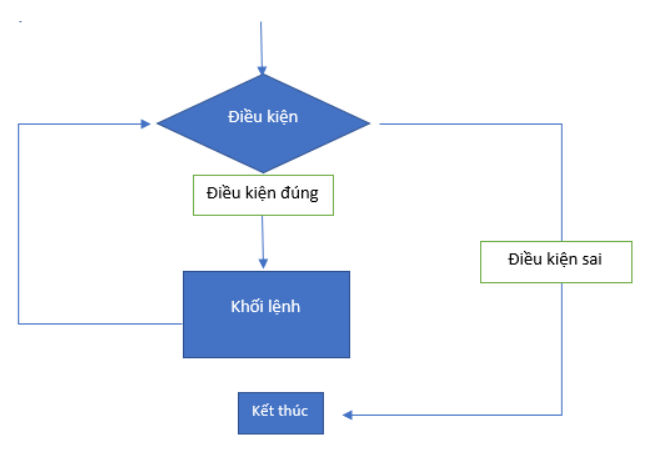 Điều kiện
Điều kiện đúng
Điều kiện sai
Khối lệnh
Kết thúc